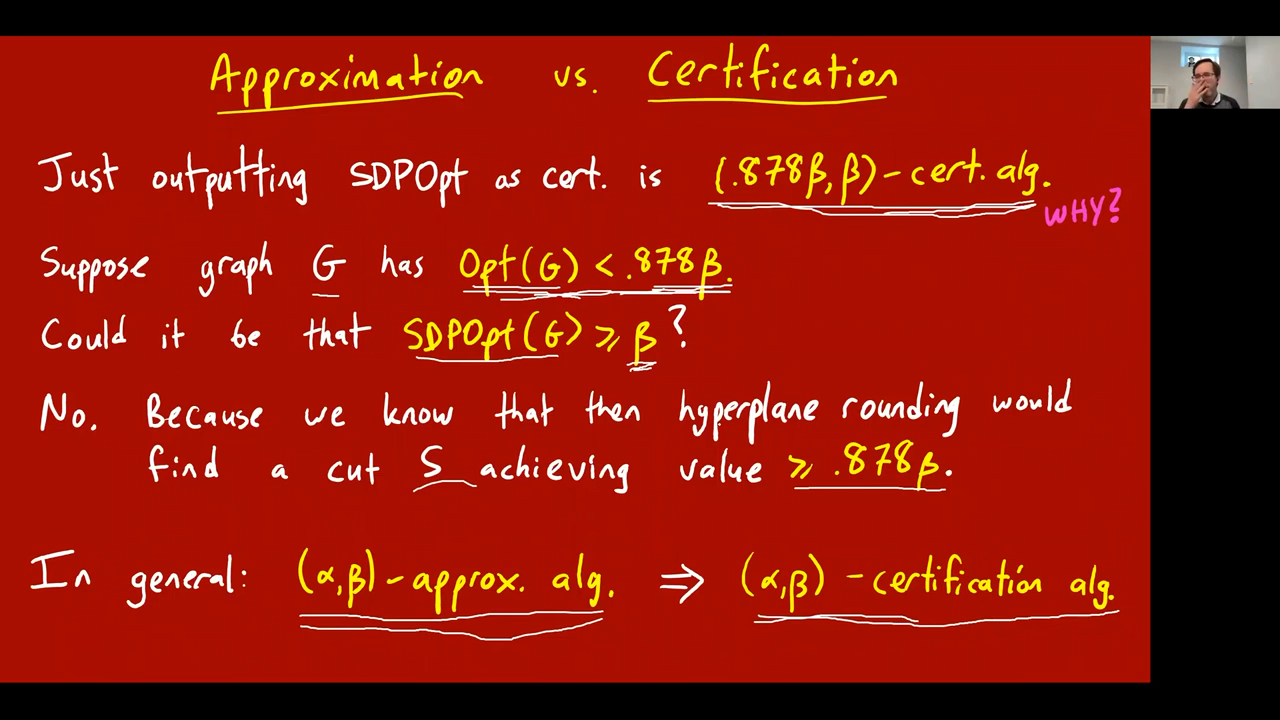 Approximation vs. Certification
Just outputting SDPOpt as cert. is (.878β, β) - cert. alg.
WHY?
Suppose graph G has Opt(G) < .878β.
Could it be that SDPOpt(G) ⩾ β?
No. Because we know that then hyperplane rounding would
find a cut S achieving value ⩾ .878β.
In general: (α,β) - approx. alg. ⇒ (α,β) - certification alg.